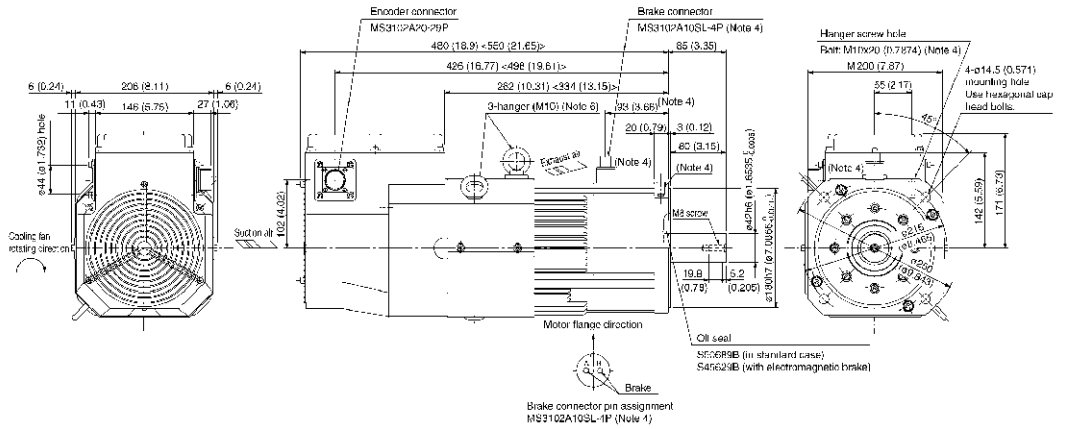 Encoder connector
MS3102A20-29P
Brake connector
MS3102A10SL-4P (Note 4)
480 (18.9) <550 (21.65)>
85 (3.35)
426 (16.77) <496 (19.61)>
282 (10.31) <334 (13.15)>
3-hanger (M10) (Note 6)
93 (3.66)
(Note 4)
20 (0.79)
3 (0.12)
80 (3.15)
Exhaust air
(Note 4)
(Note 4)
6 (0.24)
206 (8.11)
6 (0.24)
11 (0.43)
146 (5.75)
27 (1.06)
ø44 (ø1.732) hole
Cooling fan
rotating direction
Suction air
102 (4.02)
M8 screw
19.8
(0.78)
5.2
(0.205)
Hanger screw hole
Bolt: M10x20 (0.7874) (Note 4)
M200 (7.87)
55 (2.17)
4-ø14.5 (0.571)
mounting hole
Use hexagonal cap
head bolts.
45°
(Note 4)
142 (5.59)
171 (6.73)
ø215
(ø8.465)
ø250
(ø9.843)
Motor flange direction
Oil seal
S50689B (in standard case)
S45629B (with electromagnetic brake)
Brake
Brake connector pin assignment
MS3102A10SL-4P (Note 4)